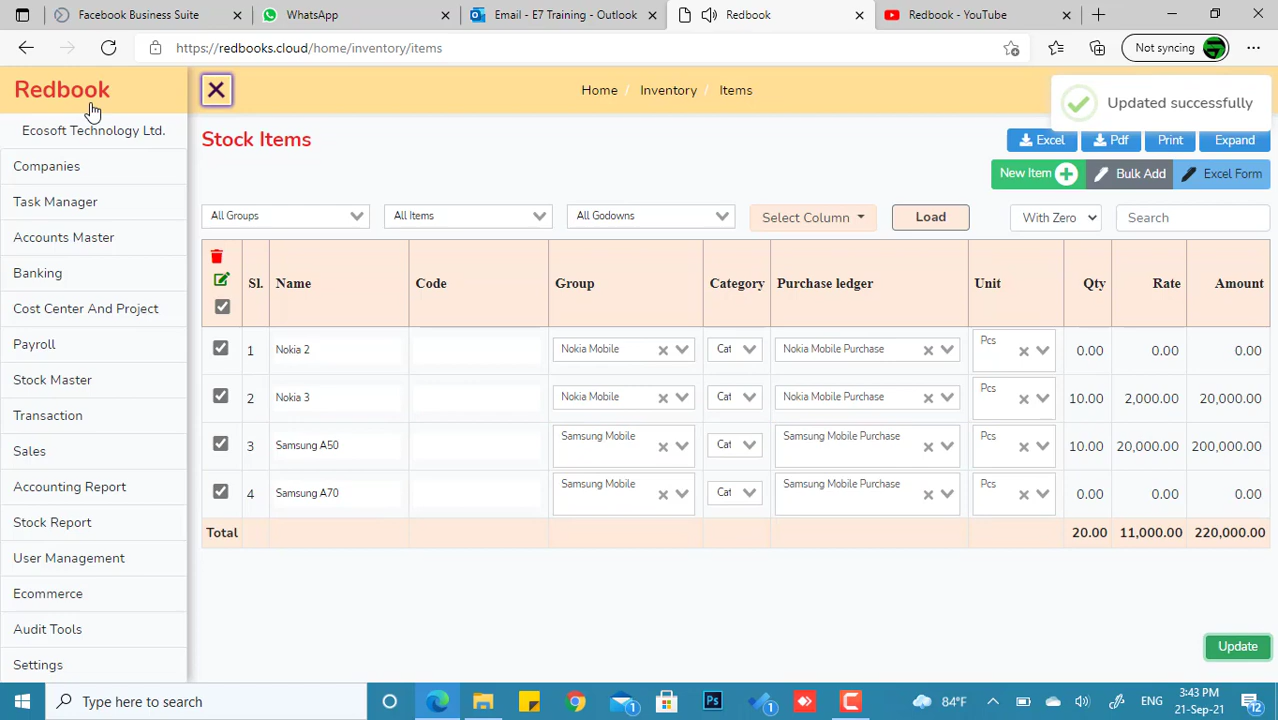 Facebook Business Suite
WhatsApp
Email - E7 Training - Outlook
Redbook
Redbook - YouTube
https://redbooks.cloud/home/inventory/items
Not syncing
Redbook
Home / Inventory / Items
Updated successfully
Ecosoft Technology Ltd.
Stock Items
Excel Pdf Print Expand
Companies
New Item Bulk Add Excel Form
Task Manager
All Groups All Items All Godowns Select Column Load With Zero Search
Accounts Master
Banking
Cost Center And Project
Payroll
Stock Master
Transaction
Sales
Accounting Report
Stock Report
User Management
Ecommerce
Audit Tools
Settings
Sl. Name Code Group Category Purchase ledger Unit Qty Rate Amount
1 Nokia 2 Nokia Mobile Cat Nokia Mobile Purchase Pcs 0.00 0.00 0.00
2 Nokia 3 Nokia Mobile Cat Nokia Mobile Purchase Pcs 10.00 2,000.00 20,000.00
3 Samsung A50 Samsung Mobile Cat Samsung Mobile Purchase Pcs 10.00 20,000.00 200,000.00
4 Samsung A70 Samsung Mobile Cat Samsung Mobile Purchase Pcs 0.00 0.00 0.00
Total 20.00 11,000.00 220,000.00
Update
Type here to search
1
Ps
1
84°F
ENG
3:43 PM
21-Sep-21
12